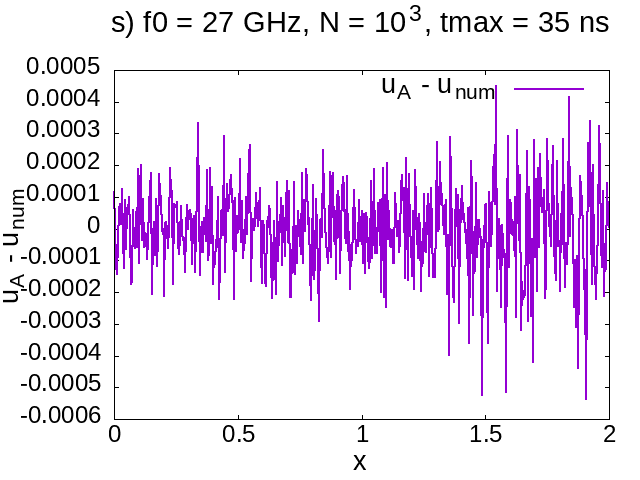 s) f0 = 27 GHz, N = 10³, tmax = 35 ns
u_A - u_num
0.0005
0.0004
0.0003
0.0002
0.0001
0
-0.0001
-0.0002
-0.0003
-0.0004
-0.0005
-0.0006
u_A - u_num
0 0.5 1 1.5 2
x